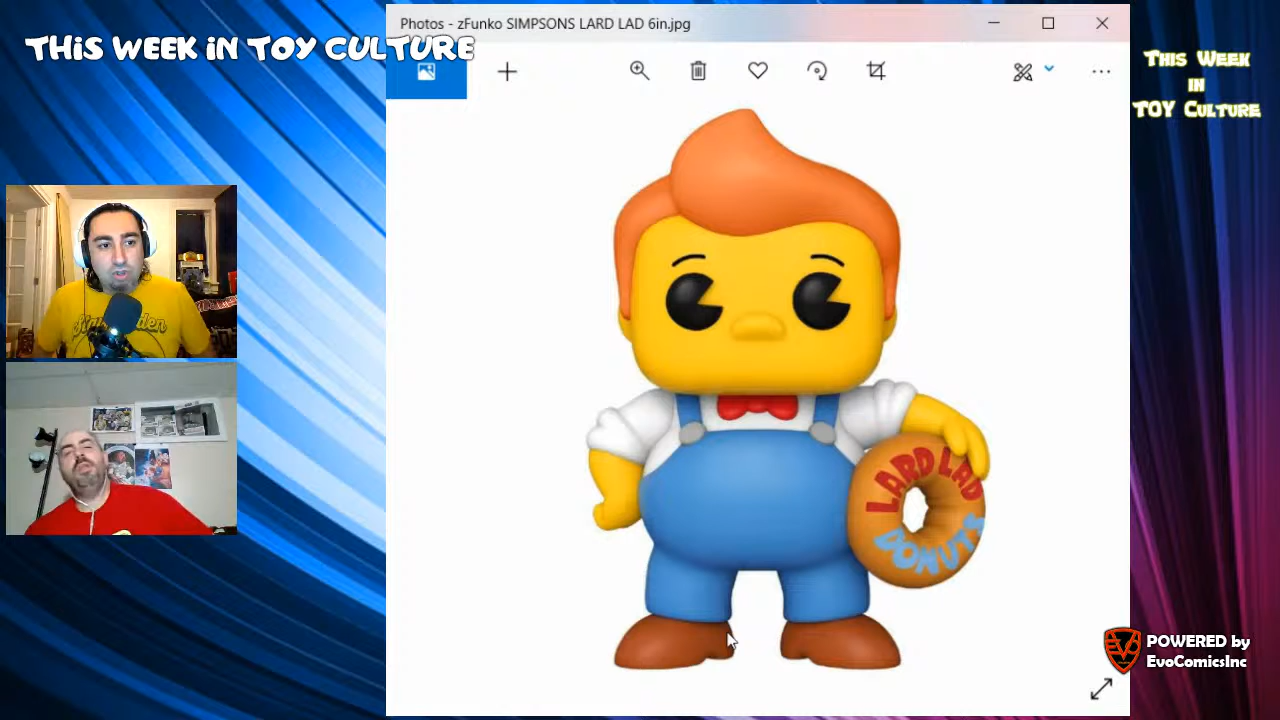 THIS WEEK IN TOY CULTURE
Photos - zFunko SIMPSONS LARD LAD 6in.jpg
This Week
in
TOY Culture
LARD LAD
DONUTS
POWERED by
EvoComicsInc